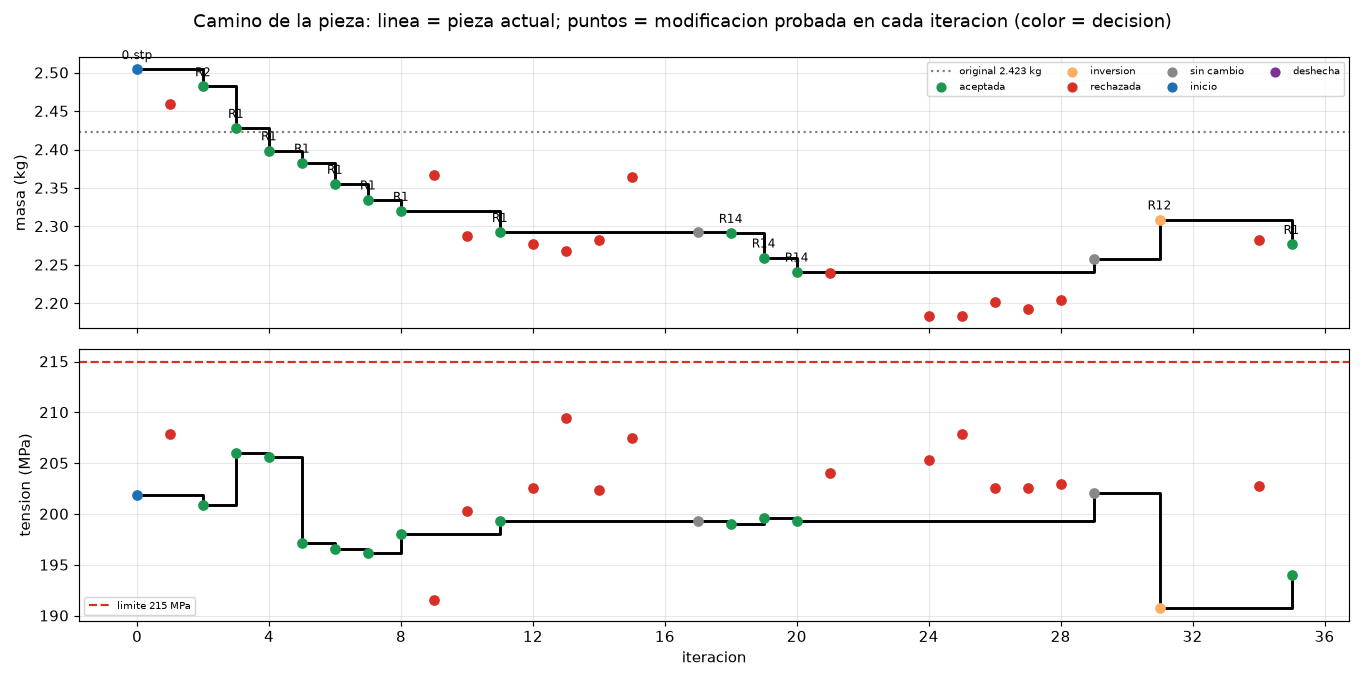 Camino de la pieza: linea = pieza actual; puntos = modificacion probada en cada iteracion (color = decision)
0.stp
R2
R1
R1
R1
R1
R1
R1
R1
R14
R14
R14
R12
R1
original 2.423 kg
aceptada
inversion
rechazada
sin cambio
inicio
deshecha
masa (kg)
2.50
2.45
2.40
2.35
2.30
2.25
2.20
tension (MPa)
215
210
205
200
195
190
limite 215 MPa
0 4 8 12 16 20 24 28 32 36
iteracion